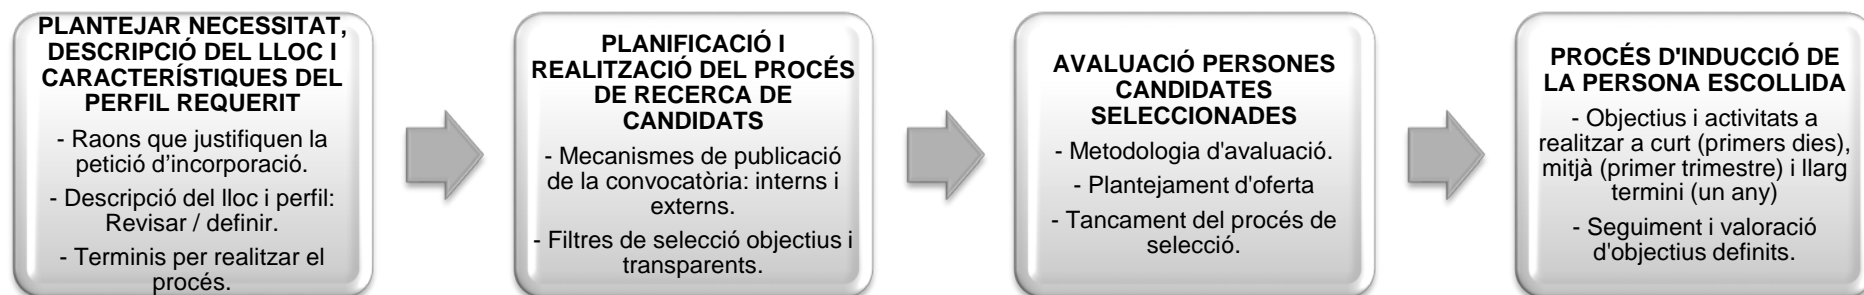 PLANTEJAR NECESSITAT,
DESCRIPCIÓ DEL LLOC I
CARACTERÍSTIQUES DEL
PERFIL REQUERIT
- Raons que justifiquen la
petició d’incorporació.
- Descripció del lloc i perfil:
Revisar / definir.
- Terminis per realitzar el
procés.
PLANIFICACIÓ I
REALITZACIÓ DEL PROCÉS
DE RECERCA DE
CANDIDATS
- Mecanismes de publicació
de la convocatòria: interns i
externs.
- Filtres de selecció objectius i
transparents.
AVALUACIÓ PERSONES
CANDIDATES
SELECCIONADES
- Metodologia d'avaluació.
- Plantejament d'oferta
- Tancament del procés de
selecció.
PROCÉS D'INDUCCIÓ DE
LA PERSONA ESCOLLIDA
- Objectius i activitats a
realitzar a curt (primers dies),
mitjà (primer trimestre) i llarg
termini (un any)
- Seguiment i valoració
d'objectius definits.